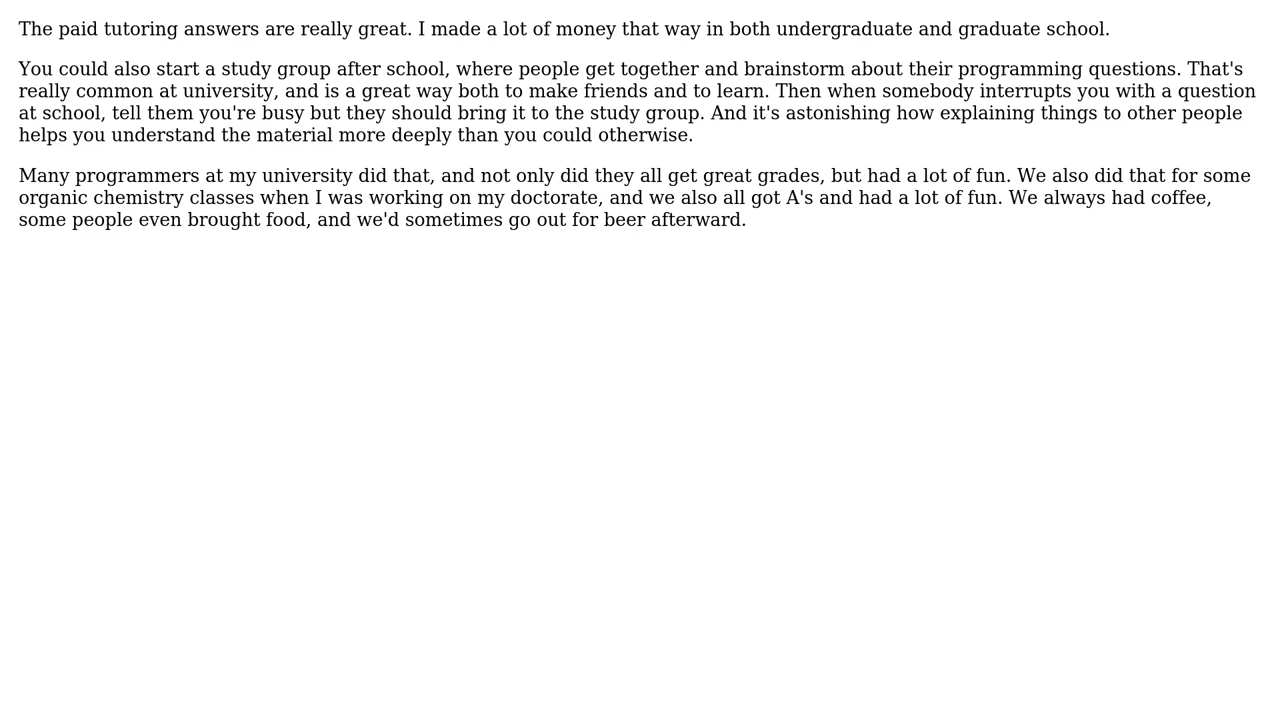 The paid tutoring answers are really great. I made a lot of money that way in both undergraduate and graduate school.
You could also start a study group after school, where people get together and brainstorm about their programming questions. That's
really common at university, and is a great way both to make friends and to learn. Then when somebody interrupts you with a question
at school, tell them you're busy but they should bring it to the study group. And it's astonishing how explaining things to other people
helps you understand the material more deeply than you could otherwise.
Many programmers at my university did that, and not only did they all get great grades, but had a lot of fun. We also did that for some
organic chemistry classes when I was working on my doctorate, and we also all got A's and had a lot of fun. We always had coffee,
some people even brought food, and we'd sometimes go out for beer afterward.